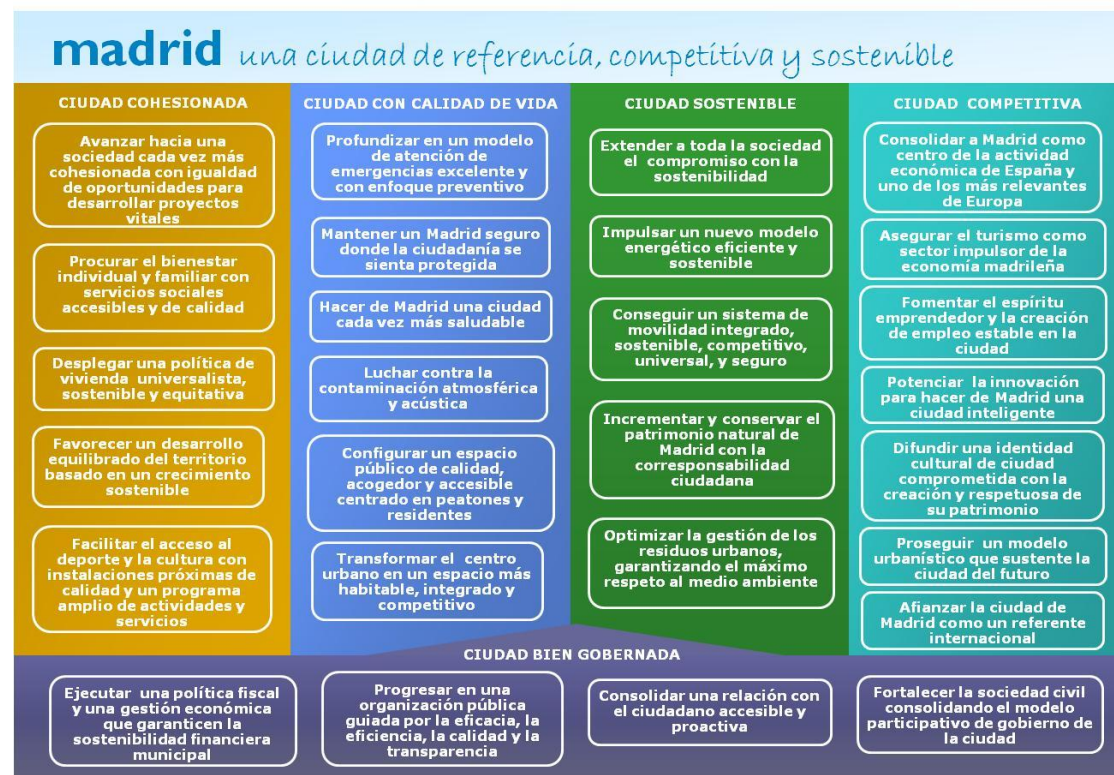 madrid una ciudad de referencia, competitiva y sostenible
CIUDAD COHESIONADA
Avanzar hacia una
sociedad cada vez más
cohesionada con igualdad
de oportunidades para
desarrollar proyectos
vitales
Procurar el bienestar
individual y familiar con
servicios sociales
accesibles y de calidad
Desplegar una política de
vivienda universalista,
sostenible y equitativa
Favorecer un desarrollo
equilibrado del territorio
basado en un crecimiento
sostenible
Facilitar el acceso al
deporte y la cultura con
instalaciones próximas de
calidad y un programa
amplio de actividades y
servicios
CIUDAD CON CALIDAD DE VIDA
Profundizar en un modelo
de atención de
emergencias excelente y
con enfoque preventivo
Mantener un Madrid seguro
donde la ciudadanía se
sienta protegida
Hacer de Madrid una ciudad
cada vez más saludable
Luchar contra la
contaminación atmosférica
y acústica
Configurar un espacio
público de calidad,
acogedor y accesible
centrado en peatones y
residentes
Transformar el centro
urbano en un espacio más
habitable, integrado y
competitivo
CIUDAD SOSTENIBLE
Extender a toda la sociedad
el compromiso con la
sostenibilidad
Impulsar un nuevo modelo
energético eficiente y
sostenible
Conseguir un sistema de
movilidad integrado,
sostenible, competitivo,
universal, y seguro
Incrementar y conservar el
patrimonio natural de
Madrid con la
corresponsabilidad
ciudadana
Optimizar la gestión de los
residuos urbanos,
garantizando el máximo
respeto al medio ambiente
CIUDAD COMPETITIVA
Consolidar a Madrid como
centro de la actividad
económica de España y
uno de los más relevantes
de Europa
Asegurar el turismo como
sector impulsor de la
economía madrileña
Fomentar el espíritu
emprendedor y la creación
de empleo estable en la
ciudad
Potenciar la innovación
para hacer de Madrid una
ciudad inteligente
Difundir una identidad
cultural de ciudad
comprometida con la
creación y respetuosa de
su patrimonio
Proseguir un modelo
urbanístico que sustente la
ciudad del futuro
Afianzar la ciudad de
Madrid como un referente
internacional
CIUDAD BIEN GOBERNADA
Ejecutar una política fiscal
y una gestión económica
que garanticen la
sostenibilidad financiera
municipal
Progresar en una
organización pública
guiada por la eficacia, la
eficiencia, la calidad y la
transparencia
Consolidar una relación con
el ciudadano accesible y
proactiva
Fortalecer la sociedad civil
consolidando el modelo
participativo de gobierno de
la ciudad